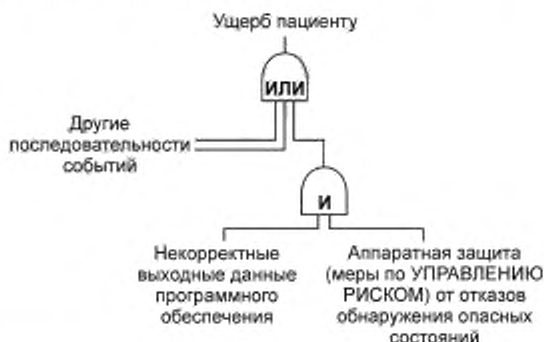 Ущерб пациенту
ИЛИ
Другие
последовательности
событий
И
Некорректные
выходные данные
программного
обеспечения
Аппаратная защита
(меры по УПРАВЛЕНИЮ
РИСКОМ) от отказов
обнаружения опасных
состояний